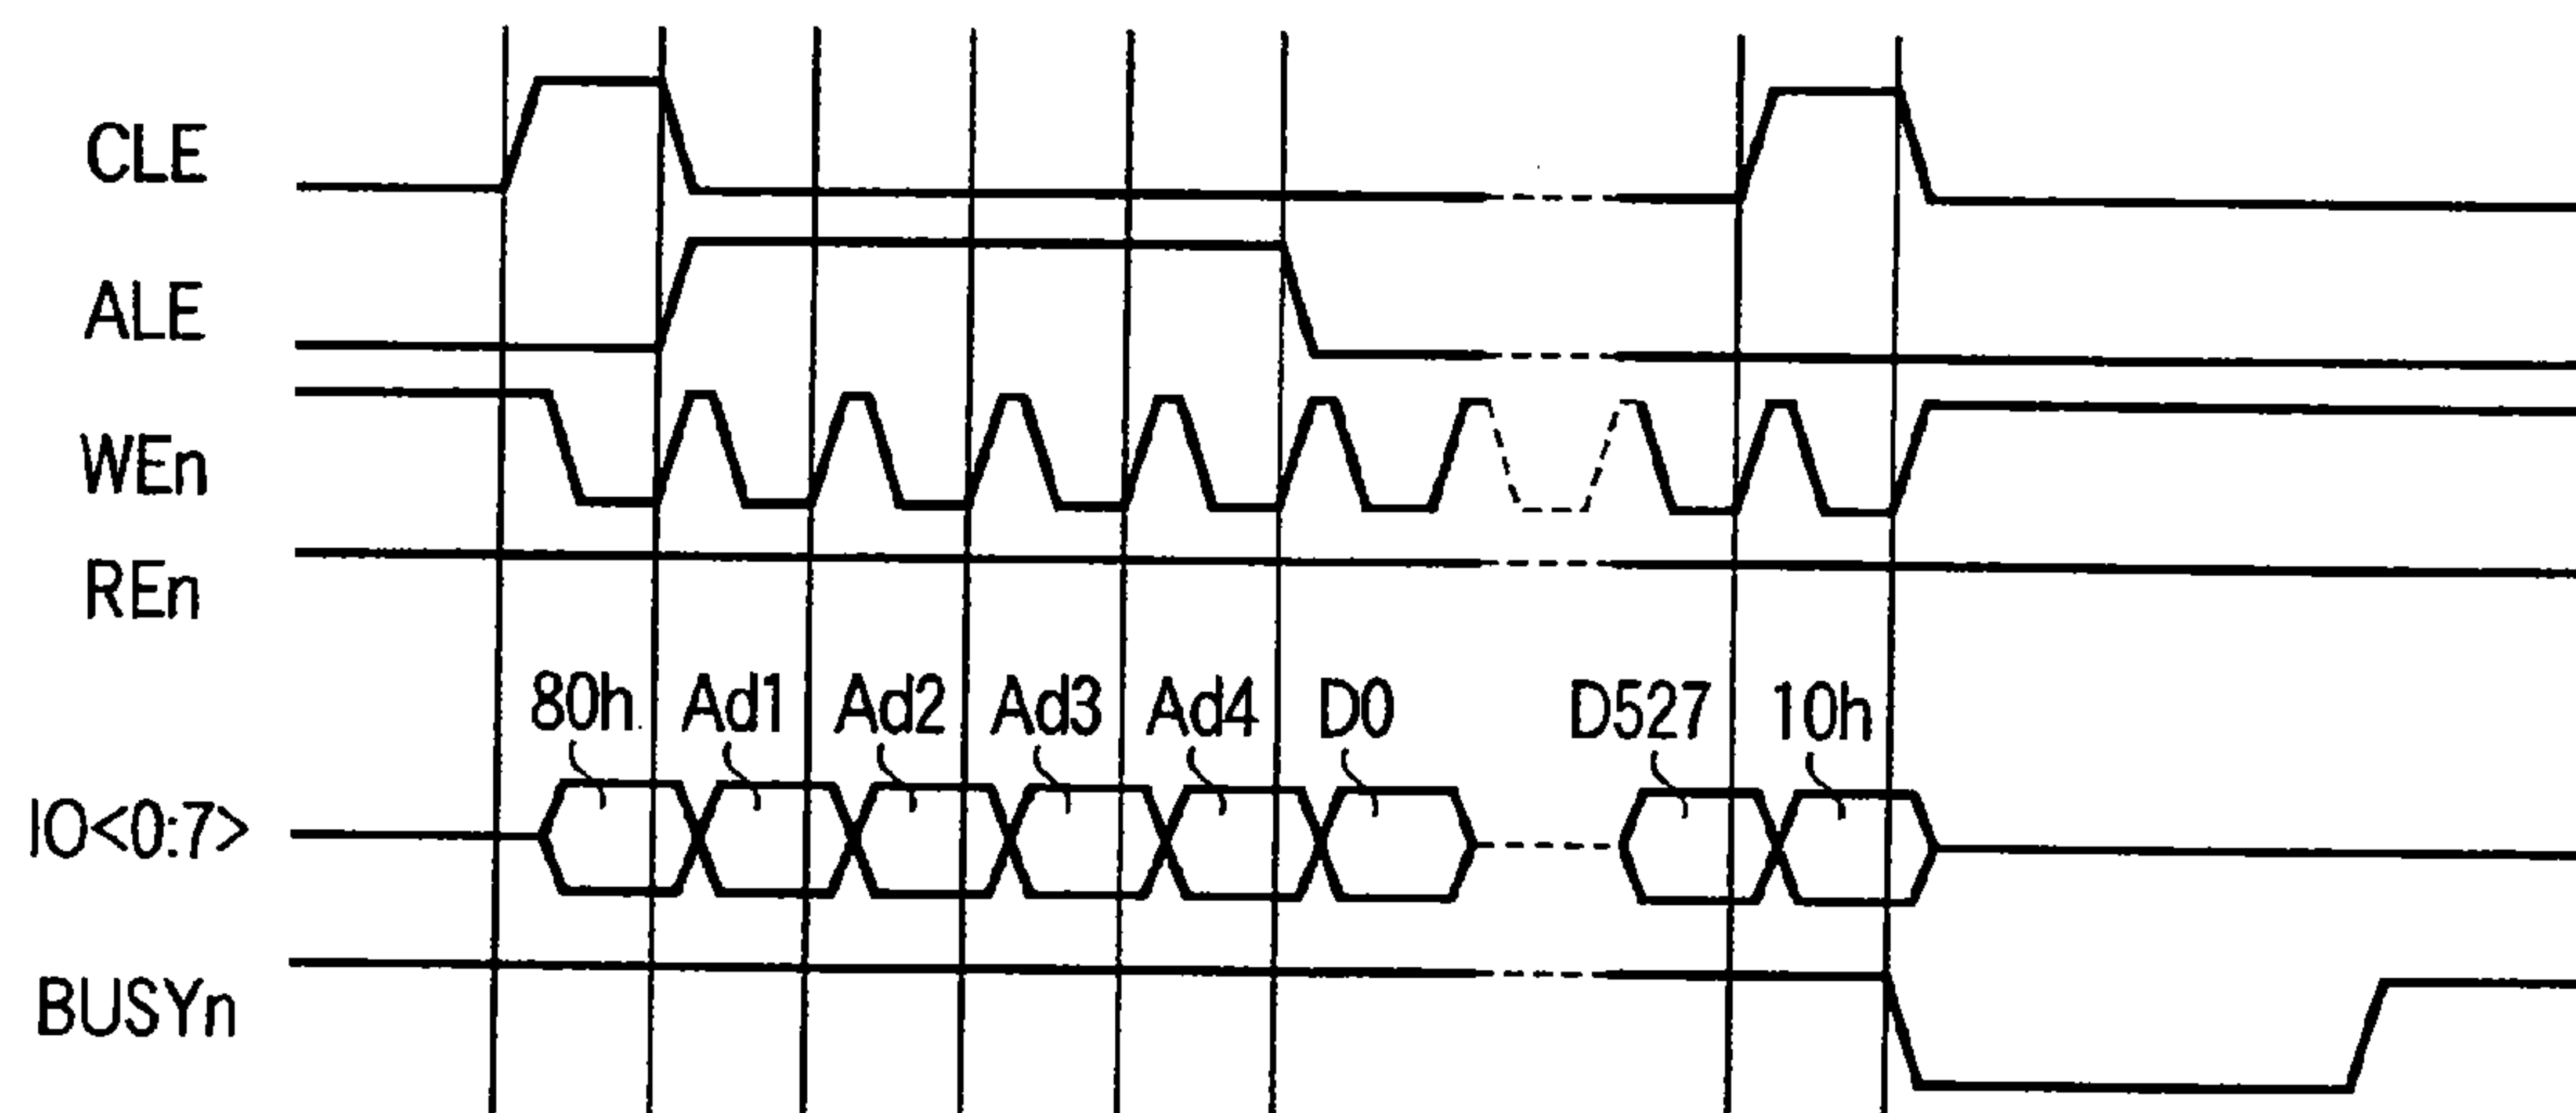 CLE
ALE
WEn
REn
80h Ad1 Ad2 Ad3 Ad4 D0 D527 10h
IO<0:7>
BUSYn